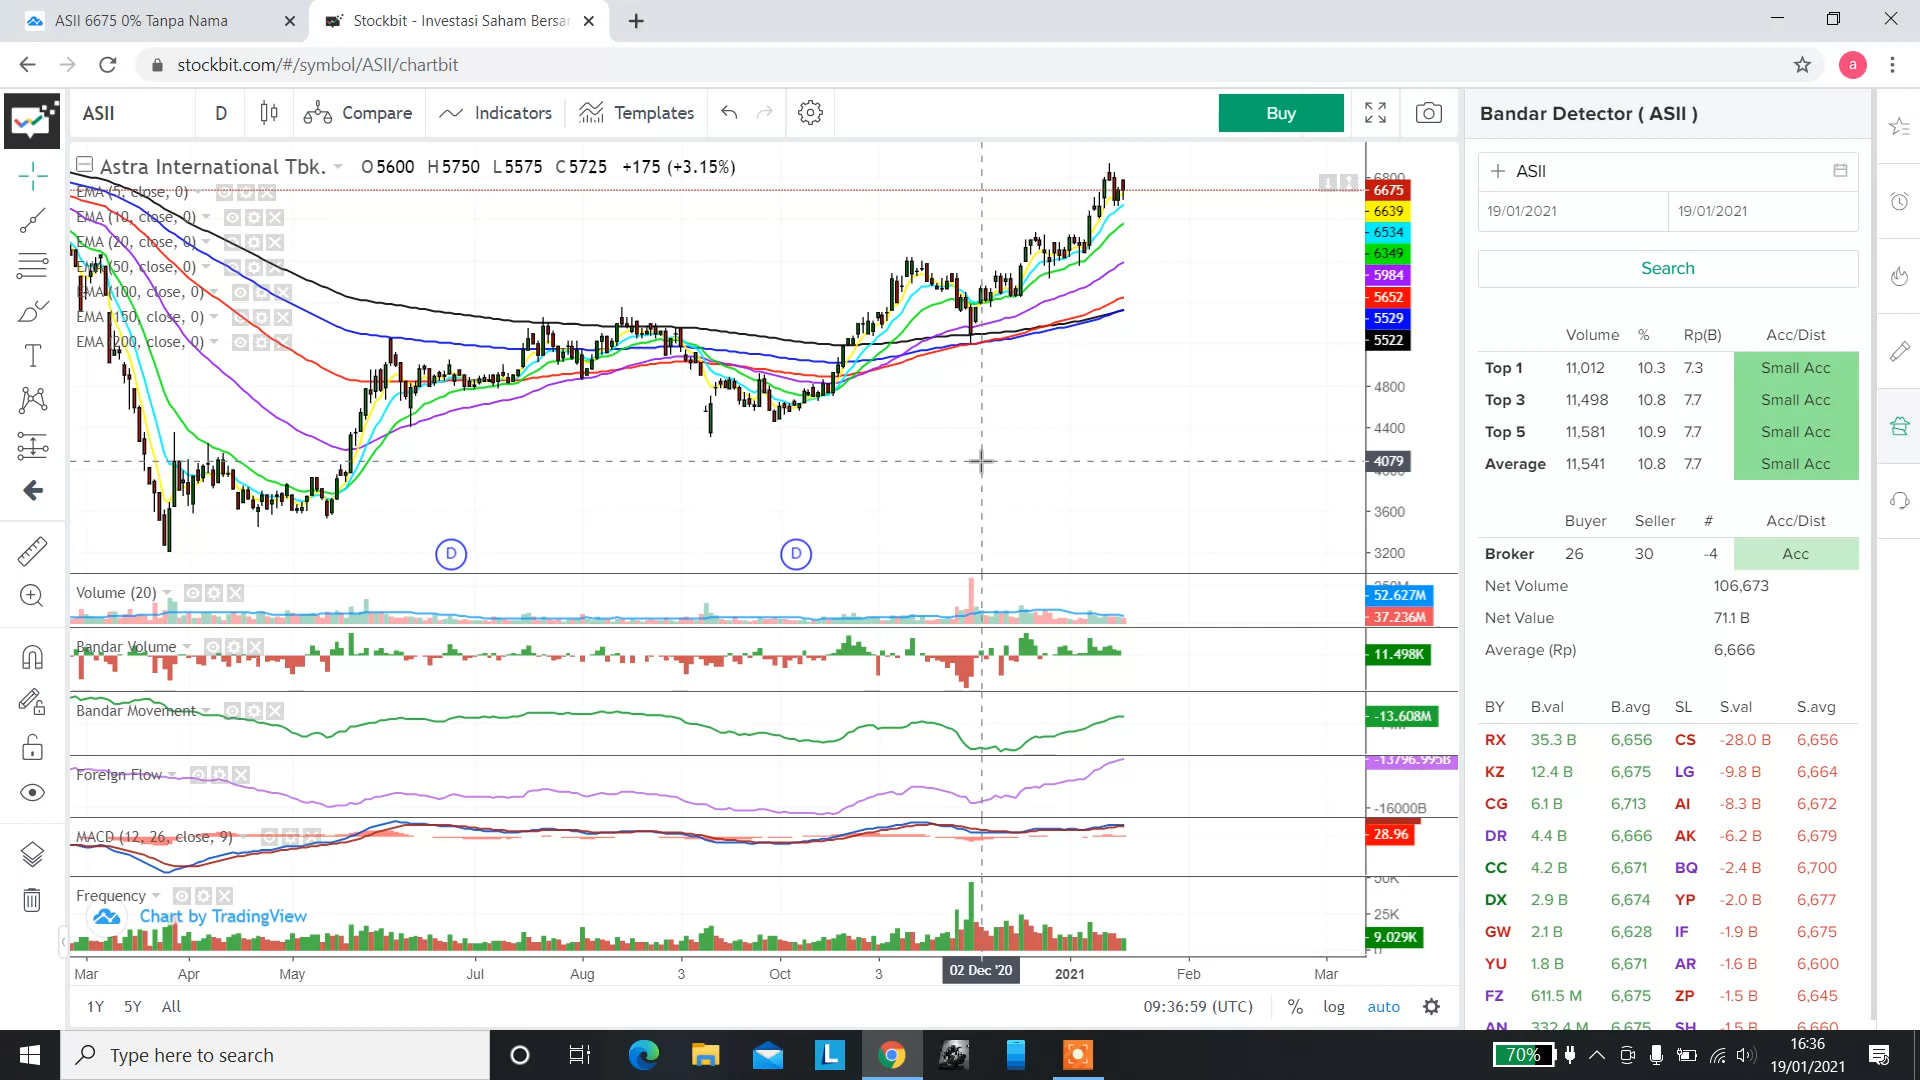 ASII 6675 0% Tanpa Nama
Stockbit - Investasi Saham Bersar
stockbit.com/#/symbol/ASII/chartbit
a
ASII D Compare Indicators Templates Buy
Astra International Tbk. O 5600 H 5750 L 5575 C 5725 +175 (+3.15%)
EMA (5, close, 0)
EMA (10, close, 0)
EMA (20, close, 0)
EMA (50, close, 0)
EMA (100, close, 0)
EMA (150, close, 0)
EMA (200, close, 0)
6800
6675
6639
6534
6349
5984
5652
5529
5522
4800
4400
4079
3600
3200
D D
Volume (20)
52.627M
37.236M
Bandar Volume
11.498K
Bandar Movement
-13.608M
Foreign Flow
-13796.995B
-16000B
MACD (12, 26, close, 9)
28.96
Frequency
50K
25K
9.029K
0
Chart by TradingView
Mar Apr May Jul Aug 3 Oct 3 02 Dec '20 2021 Feb Mar
1Y 5Y All 09:36:59 (UTC) % log auto
Bandar Detector ( ASII )
ASII
19/01/2021 19/01/2021
Search
Volume % Rp(B) Acc/Dist
Top 1 11,012 10.3 7.3 Small Acc
Top 3 11,498 10.8 7.7 Small Acc
Top 5 11,581 10.9 7.7 Small Acc
Average 11,541 10.8 7.7 Small Acc
Buyer Seller # Acc/Dist
Broker 26 30 -4 Acc
Net Volume 106,673
Net Value 71.1 B
Average (Rp) 6,666
BY B.val B.avg SL S.val S.avg
RX 35.3 B 6,656 CS -28.0 B 6,656
KZ 12.4 B 6,675 LG -9.8 B 6,664
CG 6.1 B 6,713 AI -8.3 B 6,672
DR 4.4 B 6,666 AK -6.2 B 6,679
CC 4.2 B 6,671 BQ -2.4 B 6,700
DX 2.9 B 6,674 YP -2.0 B 6,677
GW 2.1 B 6,628 IF -1.9 B 6,675
YU 1.8 B 6,671 AR -1.6 B 6,600
FZ 611.5 M 6,675 ZP -1.5 B 6,645
AN 332.4 M 6,675 SH -1.5 B 6,660
Type here to search
L
70%
16:36
19/01/2021